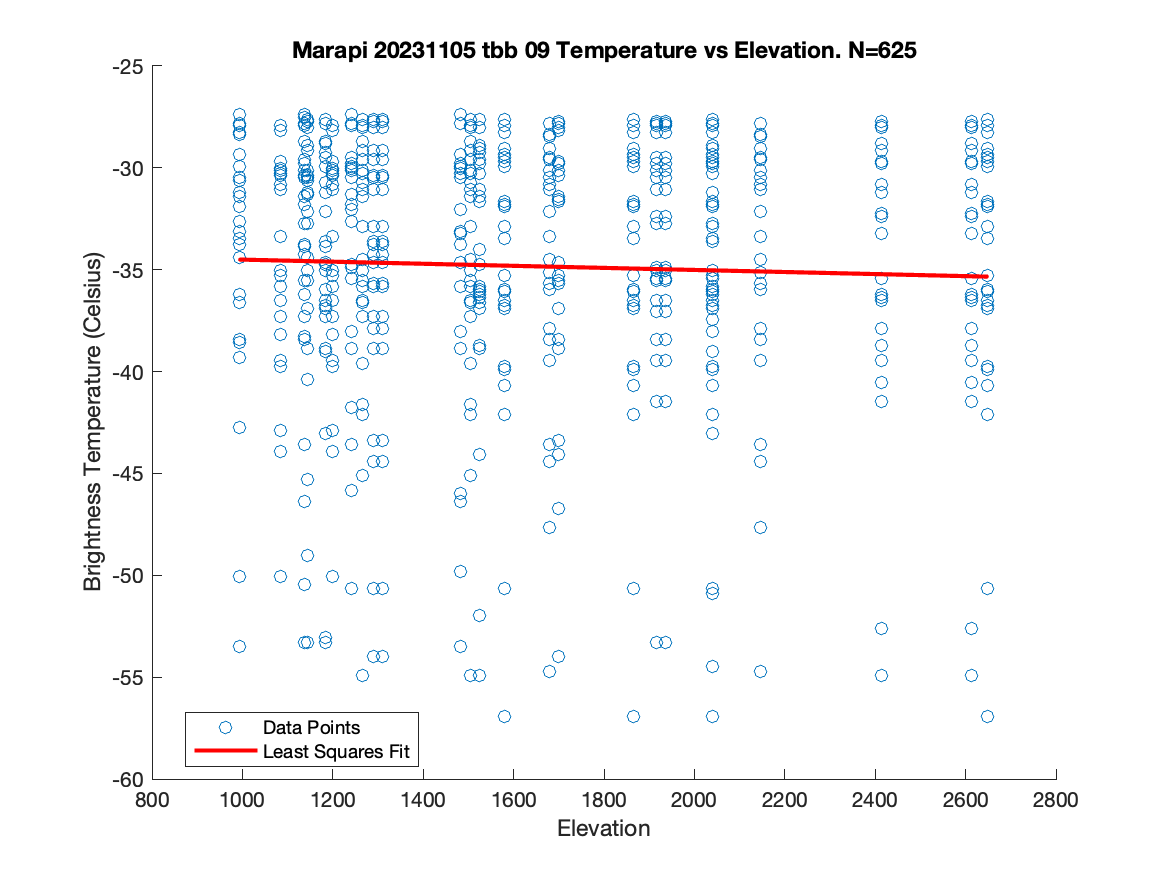 Marapi 20231105 tbb 09 Temperature vs Elevation. N=625
-25
-30
-35
-40
-45
-50
-55
-60
Brightness Temperature (Celsius)
Data Points
Least Squares Fit
800 1000 1200 1400 1600 1800 2000 2200 2400 2600 2800
Elevation